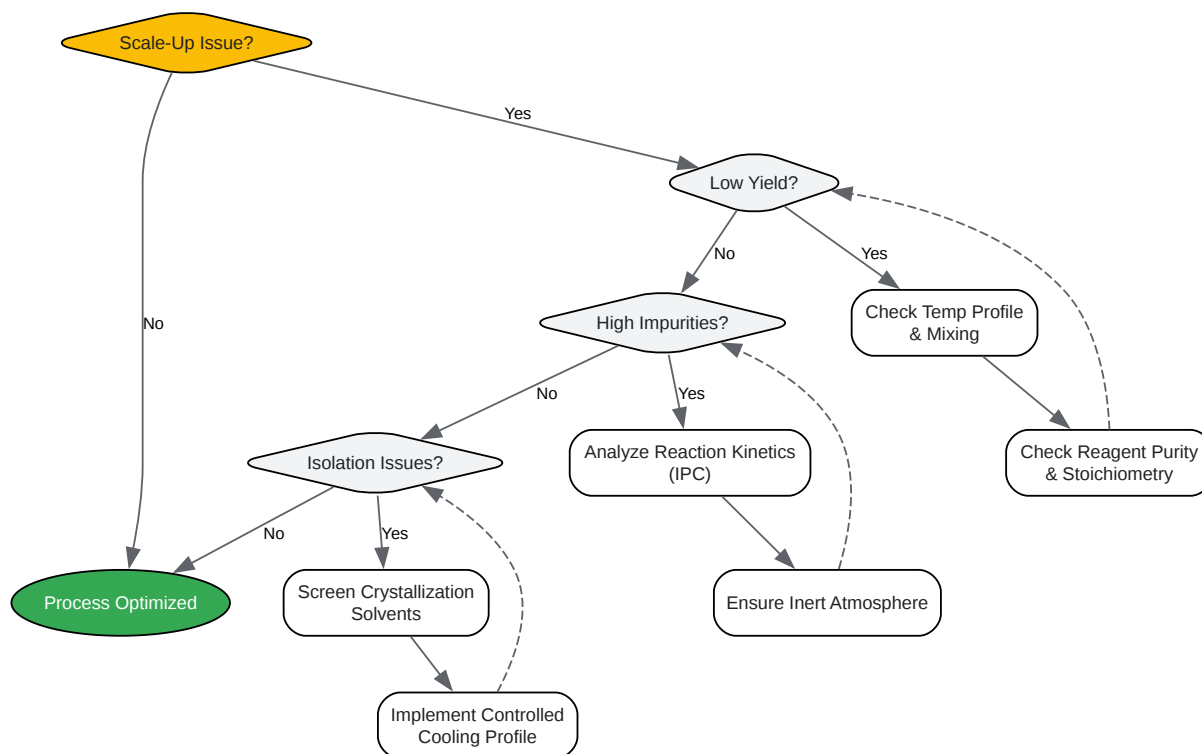 Scale-Up Issue?
Yes
Low Yield?
No
Yes
Check Temp Profile
& Mixing
High Impurities?
No
No
Yes
Check Reagent Purity
& Stoichiometry
Analyze Reaction Kinetics
(IPC)
Isolation Issues?
No
Yes
Process Optimized
Screen Crystallization
Solvents
Ensure Inert Atmosphere
Implement Controlled
Cooling Profile